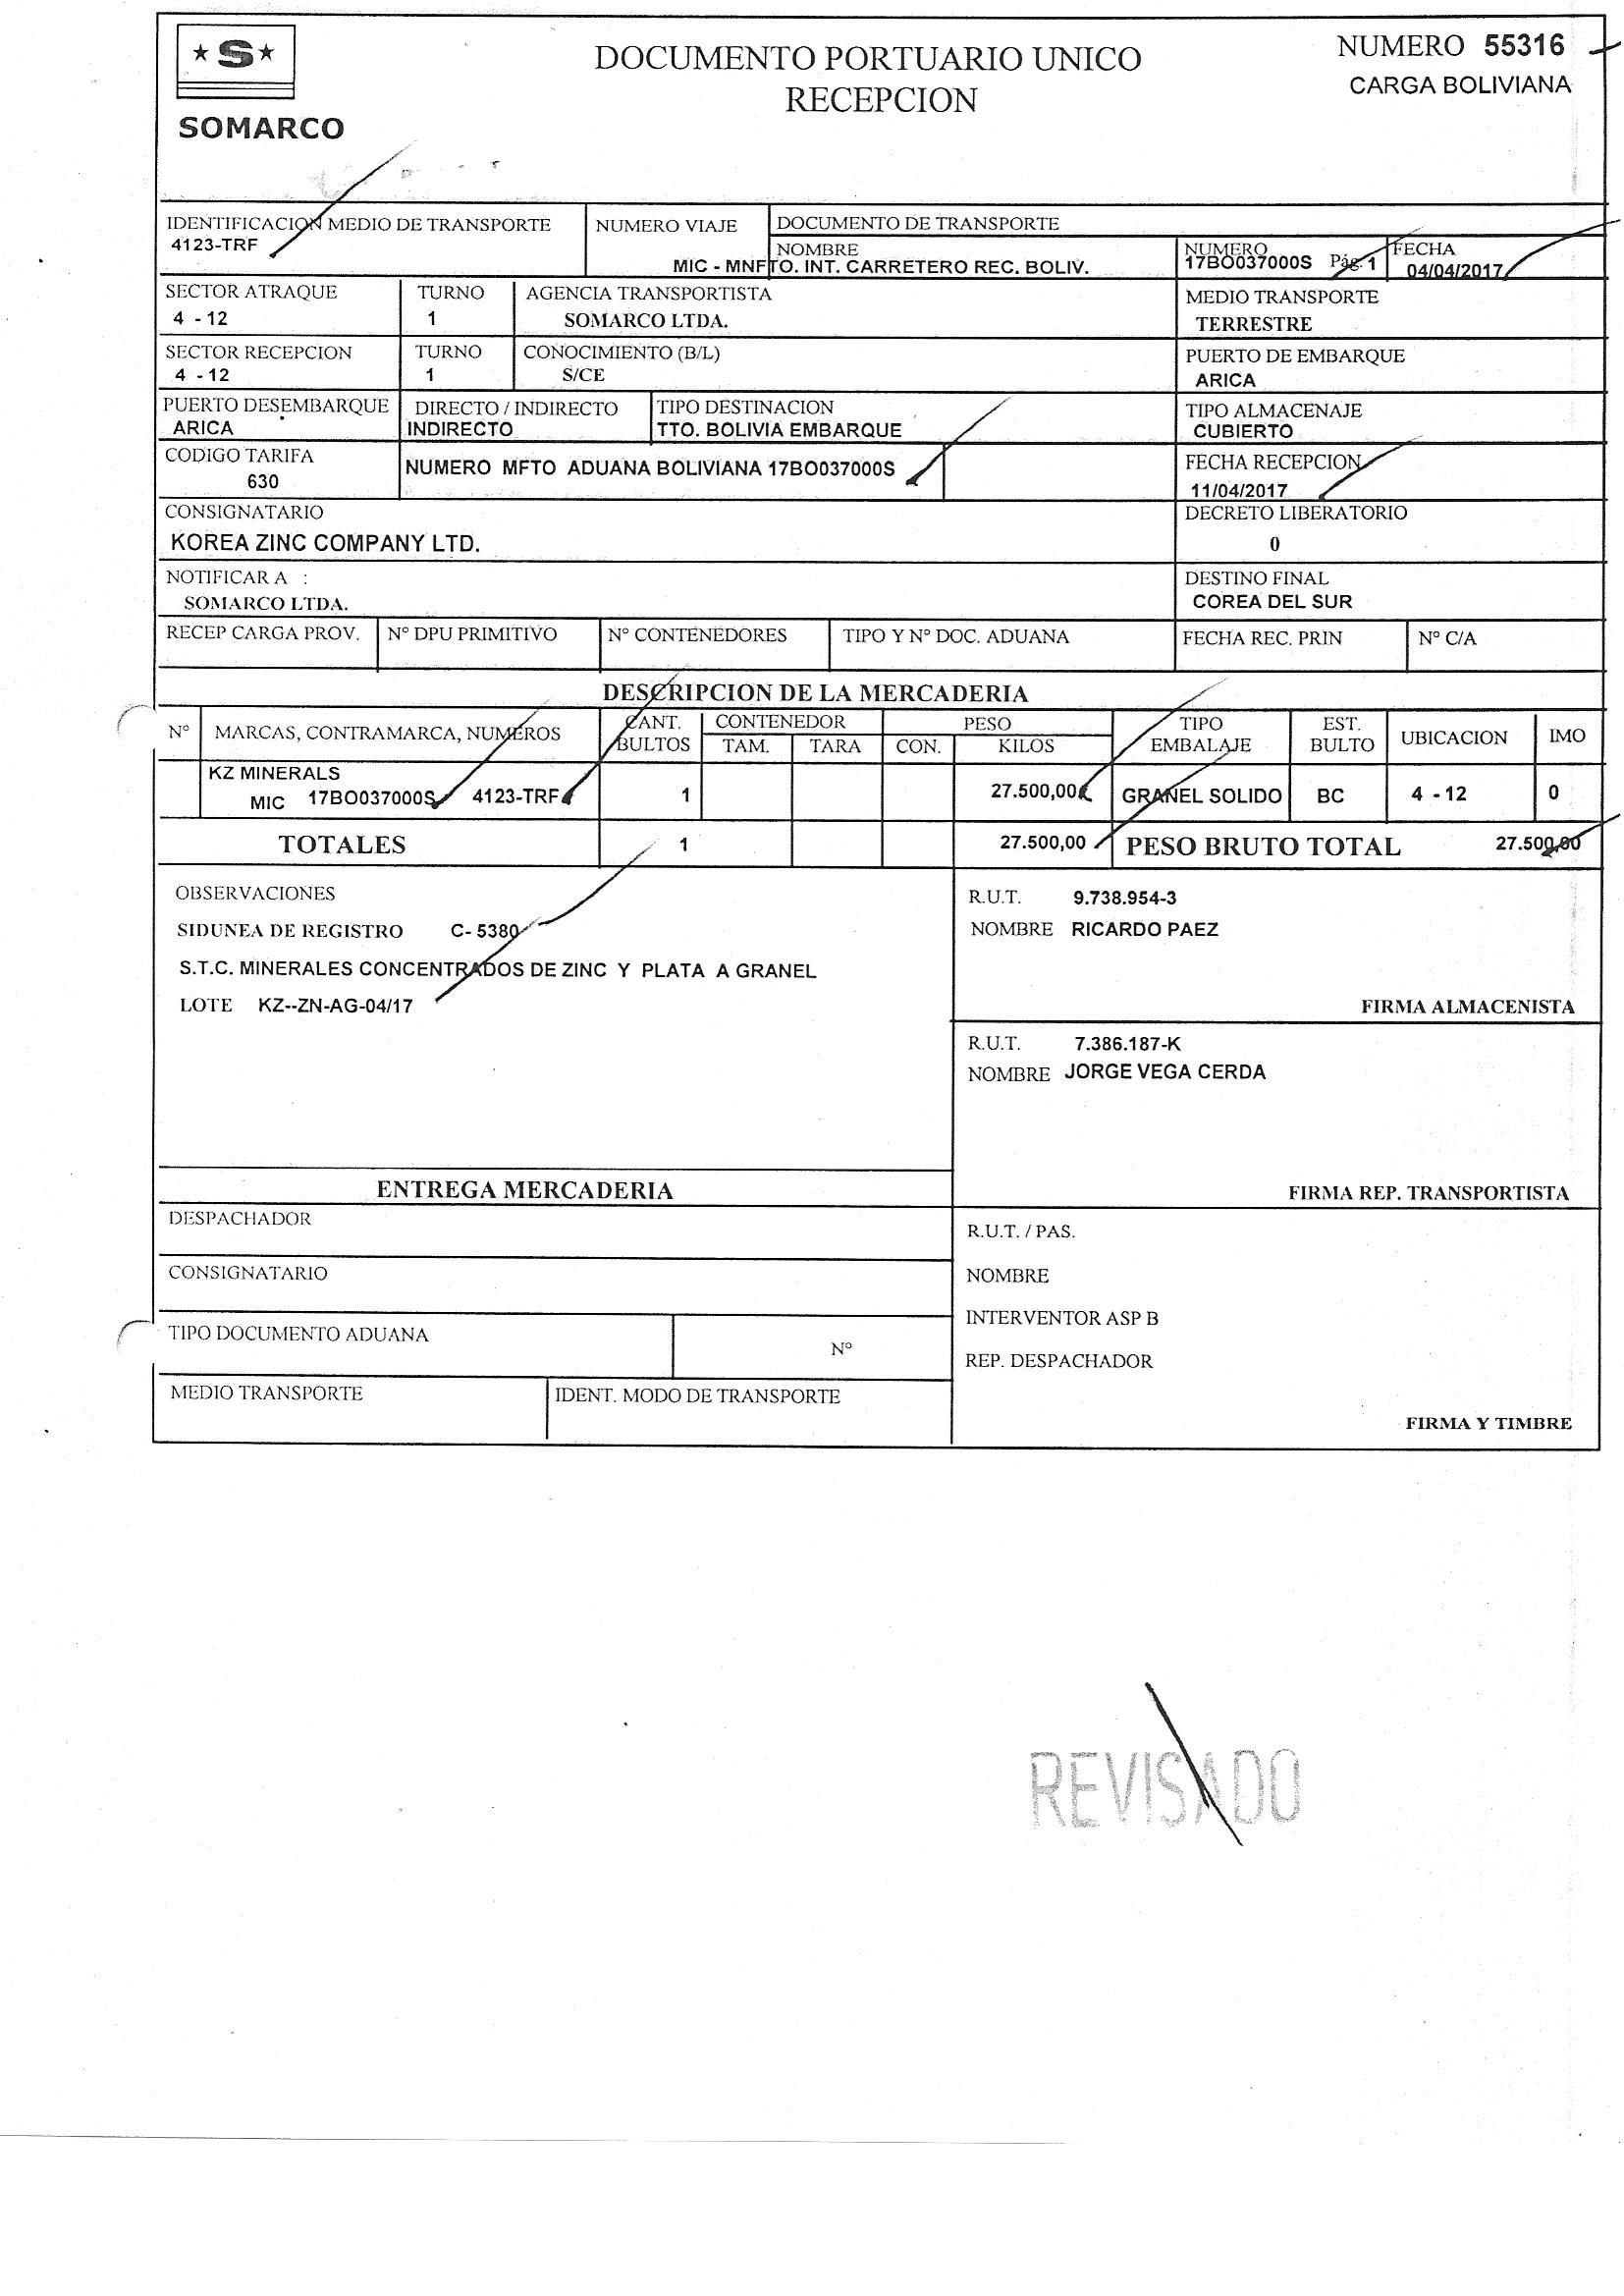 ★ S ★
SOMARCO
DOCUMENTO PORTUARIO UNICO
RECEPCION
NUMERO 55316
CARGA BOLIVIANA
IDENTIFICACION MEDIO DE TRANSPORTE
4123-TRF
NUMERO VIAJE
DOCUMENTO DE TRANSPORTE
NOMBRE
MIC - MNFTO. INT. CARRETERO REC. BOLIV.
NUMERO
17BO037000S Pág. 1
FECHA
04/04/2017
SECTOR ATRAQUE
4 - 12
TURNO
1
AGENCIA TRANSPORTISTA
SOMARCO LTDA.
MEDIO TRANSPORTE
TERRESTRE
SECTOR RECEPCION
4 - 12
TURNO
1
CONOCIMIENTO (B/L)
S/CE
PUERTO DE EMBARQUE
ARICA
PUERTO DESEMBARQUE
ARICA
DIRECTO / INDIRECTO
INDIRECTO
TIPO DESTINACION
TTO. BOLIVIA EMBARQUE
TIPO ALMACENAJE
CUBIERTO
CODIGO TARIFA
630
NUMERO MFTO ADUANA BOLIVIANA 17BO037000S
FECHA RECEPCION
11/04/2017
CONSIGNATARIO
KOREA ZINC COMPANY LTD.
DECRETO LIBERATORIO
0
NOTIFICAR A :
SOMARCO LTDA.
DESTINO FINAL
COREA DEL SUR
RECEP CARGA PROV. N° DPU PRIMITIVO N° CONTENEDORES TIPO Y N° DOC. ADUANA FECHA REC. PRIN N° C/A
DESCRIPCION DE LA MERCADERIA
N° MARCAS, CONTRAMARCA, NUMEROS CANT. BULTOS CONTENEDOR TAM. TARA PESO CON. KILOS TIPO EMBALAJE EST. BULTO UBICACION IMO
KZ MINERALS
MIC 17BO037000S 4123-TRF 1 27.500,00 GRANEL SOLIDO BC 4 - 12 0
TOTALES 1 27.500,00 PESO BRUTO TOTAL 27.500,00
OBSERVACIONES
SIDUNEA DE REGISTRO C- 5380
S.T.C. MINERALES CONCENTRADOS DE ZINC Y PLATA A GRANEL
LOTE KZ--ZN-AG-04/17
R.U.T. 9.738.954-3
NOMBRE RICARDO PAEZ
FIRMA ALMACENISTA
R.U.T. 7.386.187-K
NOMBRE JORGE VEGA CERDA
FIRMA REP. TRANSPORTISTA
ENTREGA MERCADERIA
DESPACHADOR
CONSIGNATARIO
TIPO DOCUMENTO ADUANA N°
MEDIO TRANSPORTE IDENT. MODO DE TRANSPORTE
R.U.T. / PAS.
NOMBRE
INTERVENTOR ASP B
REP. DESPACHADOR
FIRMA Y TIMBRE
REVISADO